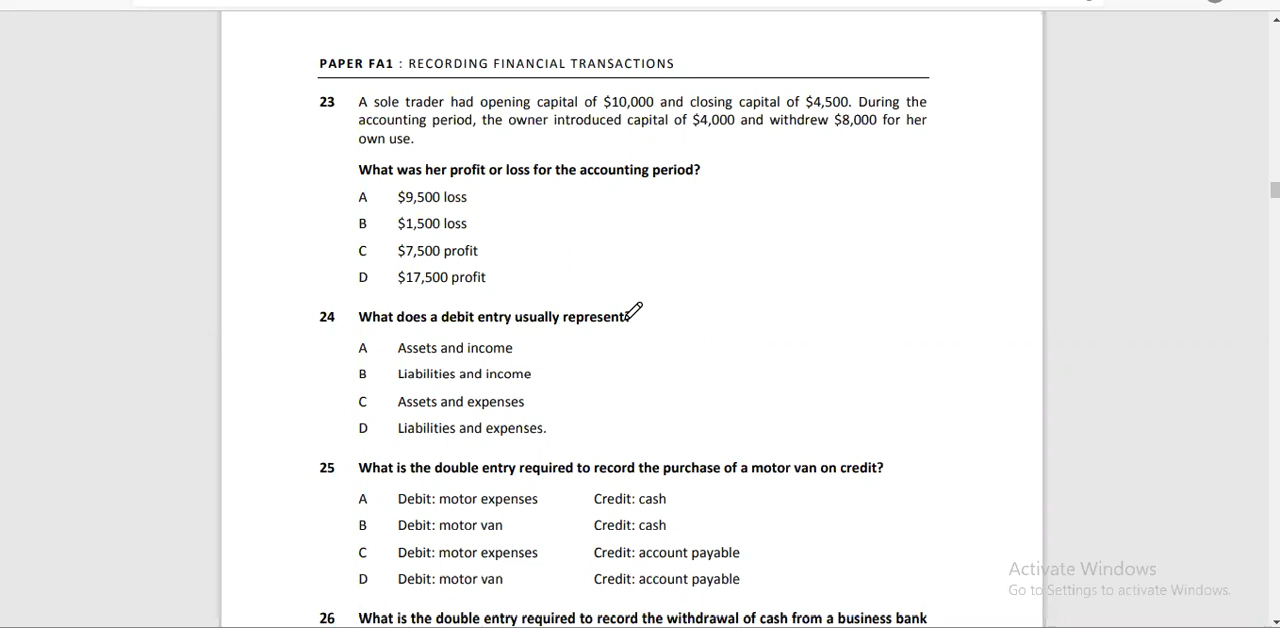 PAPER FA1 : RECORDING FINANCIAL TRANSACTIONS
23 A sole trader had opening capital of $10,000 and closing capital of $4,500. During the
accounting period, the owner introduced capital of $4,000 and withdrew $8,000 for her
own use.
What was her profit or loss for the accounting period?
A $9,500 loss
B $1,500 loss
C $7,500 profit
D $17,500 profit
24 What does a debit entry usually represent?
A Assets and income
B Liabilities and income
C Assets and expenses
D Liabilities and expenses.
25 What is the double entry required to record the purchase of a motor van on credit?
A Debit: motor expenses Credit: cash
B Debit: motor van Credit: cash
C Debit: motor expenses Credit: account payable
D Debit: motor van Credit: account payable
Activate Windows
Go to Settings to activate Windows.
26 What is the double entry required to record the withdrawal of cash from a business bank